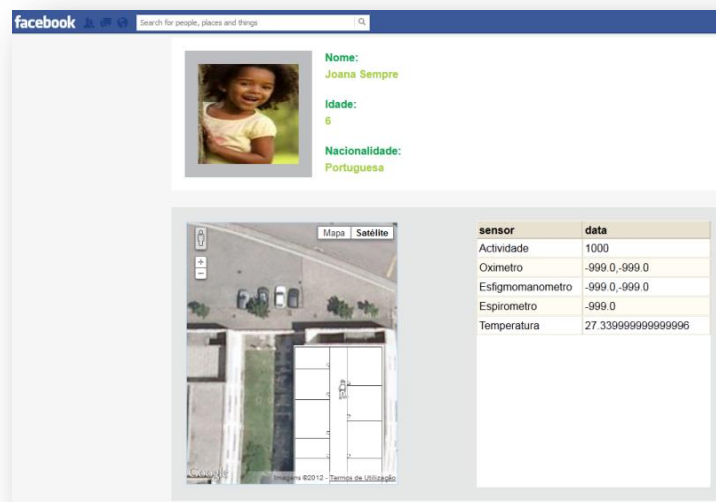 facebook
Search for people, places and things
Nome:
Joana Sempre
Idade:
6
Nacionalidade:
Portuguesa
Mapa Satélite
+
−
Google
Imagens ©2012 - Termos de Utilização
sensor data
Actividade 1000
Oximetro -999.0,-999.0
Esfigmomanometro -999.0,-999.0
Espirometro -999.0
Temperatura 27.339999999999996